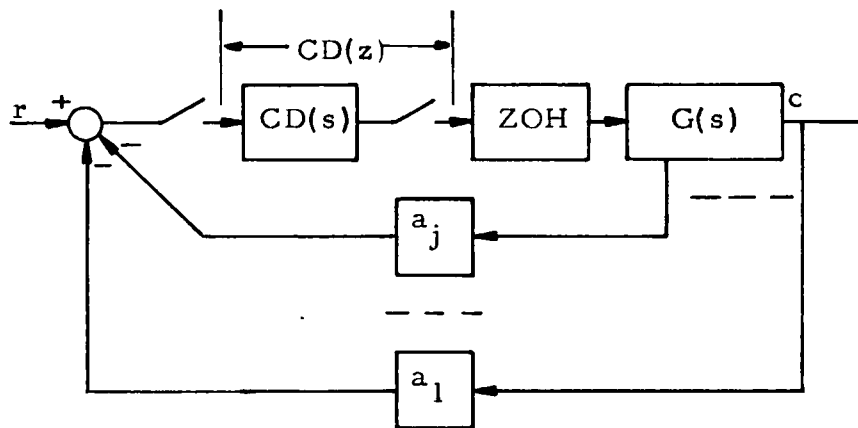 CD(z)
r + CD(s) ZOH G(s) c
− −
a_j
a_1